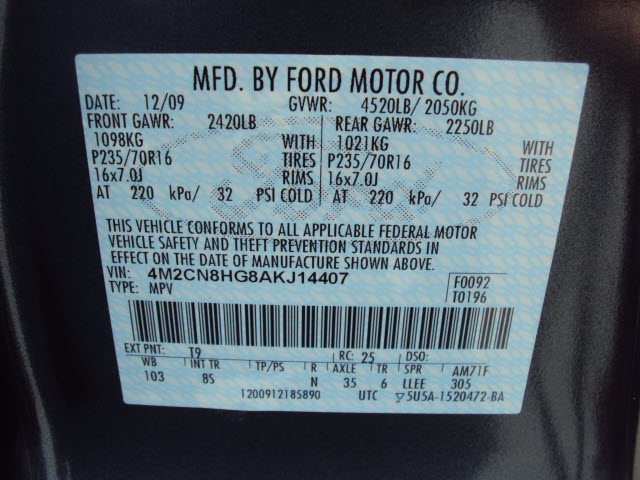 MFD. BY FORD MOTOR CO.
DATE: 12/09 GVWR: 4520LB/ 2050KG
FRONT GAWR: 2420LB REAR GAWR: 2250LB
1098KG WITH 1021KG WITH
P235/70R16 TIRES P235/70R16 TIRES
16x7.0J RIMS 16x7.0J RIMS
AT 220 kPa/ 32 PSI COLD AT 220 kPa/ 32 PSI COLD
THIS VEHICLE CONFORMS TO ALL APPLICABLE FEDERAL MOTOR
VEHICLE SAFETY AND THEFT PREVENTION STANDARDS IN
EFFECT ON THE DATE OF MANUFACTURE SHOWN ABOVE.
VIN: 4M2CN8HG8AKJ14407 F0092
TYPE: MPV T0196
EXT PNT: T9 RC: 25 DSO:
WB INT TR TP/PS R AXLE TR SPR AM71F
103 8S N 35 6 LLEE 305
1200912185890 UTC 5U5A-1520472-BA